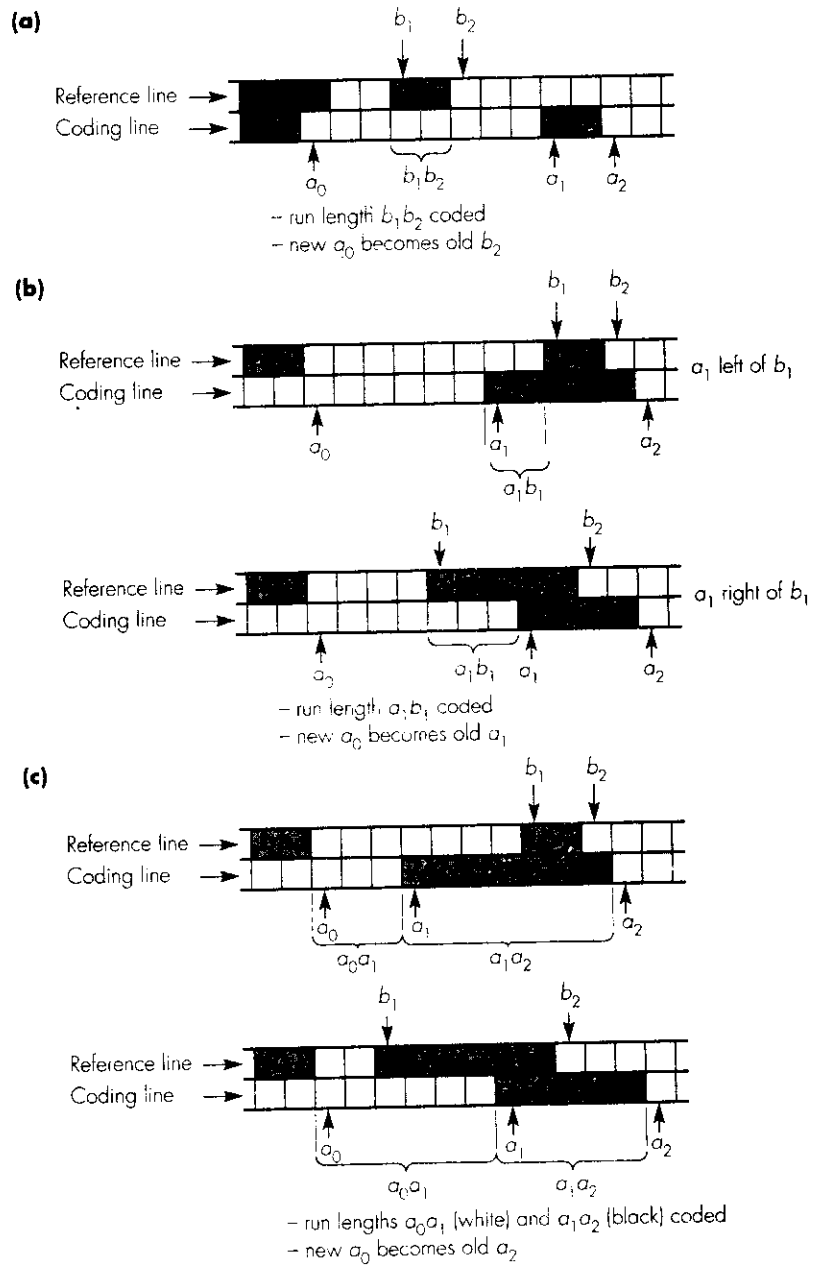 (a)
b₁ b₂
Reference line
Coding line
a₀ b₁b₂ a₁ a₂
– run length b₁b₂ coded
– new a₀ becomes old b₂
(b)
b₁ b₂
Reference line
a₁ left of b₁
Coding line
a₀ a₁ a₂
a₁b₁
b₁ b₂
Reference line
a₁ right of b₁
Coding line
a₀ a₁b₁ a₁ a₂
– run length a₁b₁ coded
– new a₀ becomes old a₁
(c)
b₁ b₂
Reference line
Coding line
a₀ a₁ a₂
a₀a₁ a₁a₂
b₁ b₂
Reference line
Coding line
a₀ a₁ a₂
a₀a₁ a₁a₂
– run lengths a₀a₁ (white) and a₁a₂ (black) coded
– new a₀ becomes old a₂